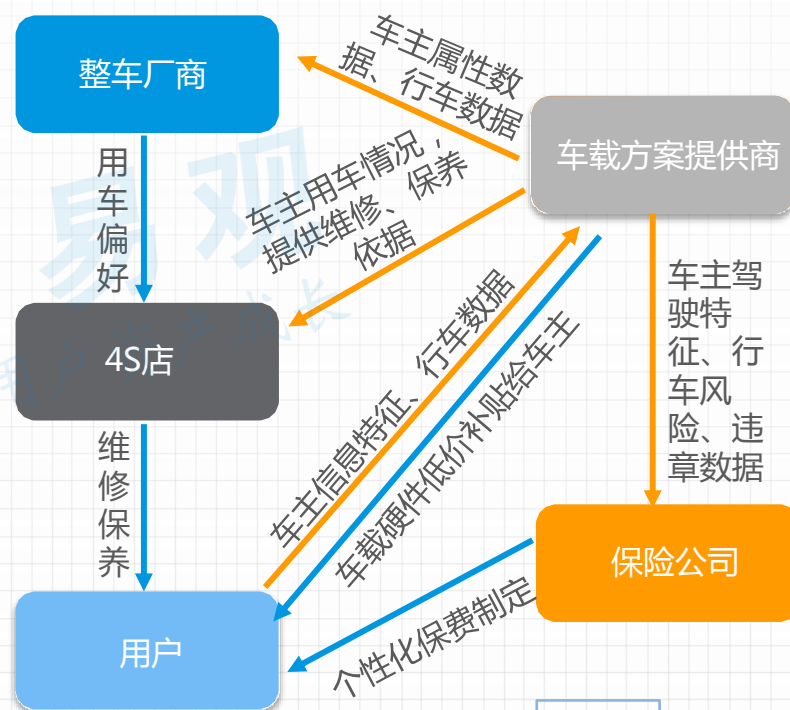 整车厂商
车主属性数
据、行车数据
车载方案提供商
用
车
偏
好
车主用车情况，
提供维修、保养
依据
易观
4S店
车主信息特征、行车数据
车载硬件低价补贴给车主
车主驾
驶特
征、行
车风
险、违
章数据
维
修
保
养
保险公司
用户
个性化保费制定